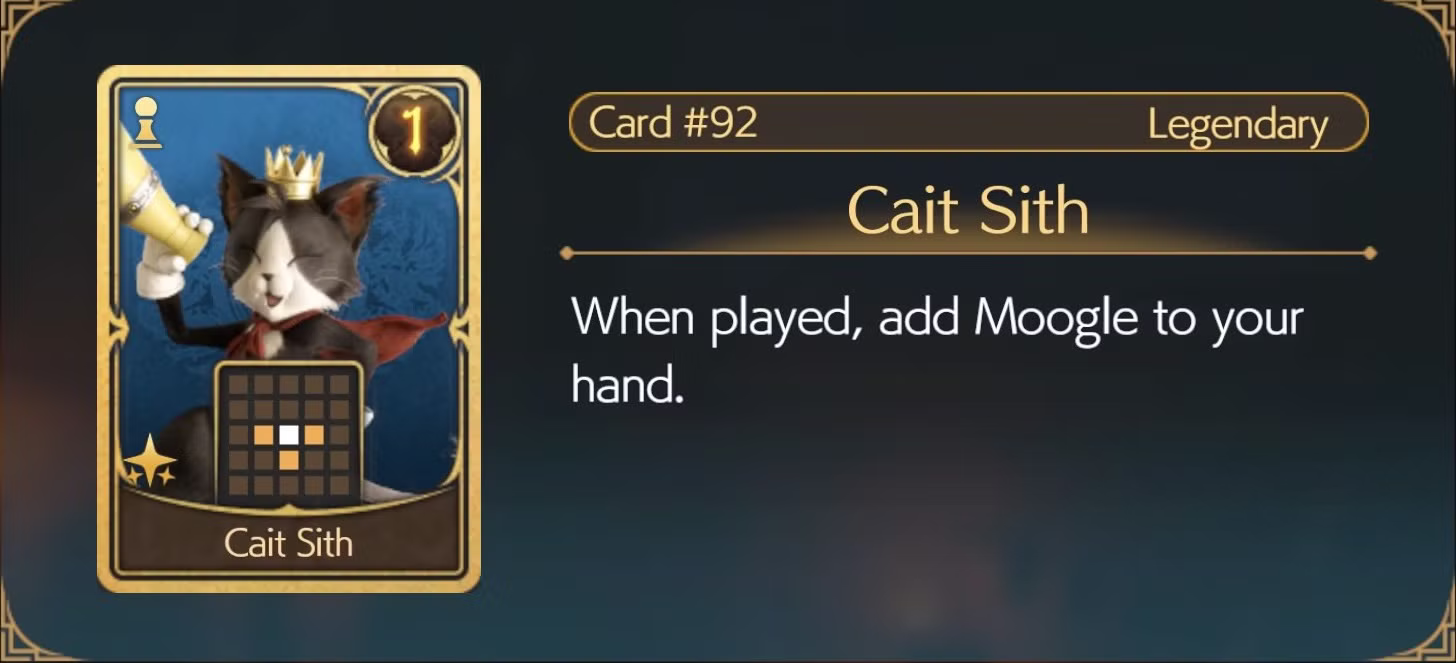 1
Cait Sith
Card #92 Legendary
Cait Sith
When played, add Moogle to your
hand.